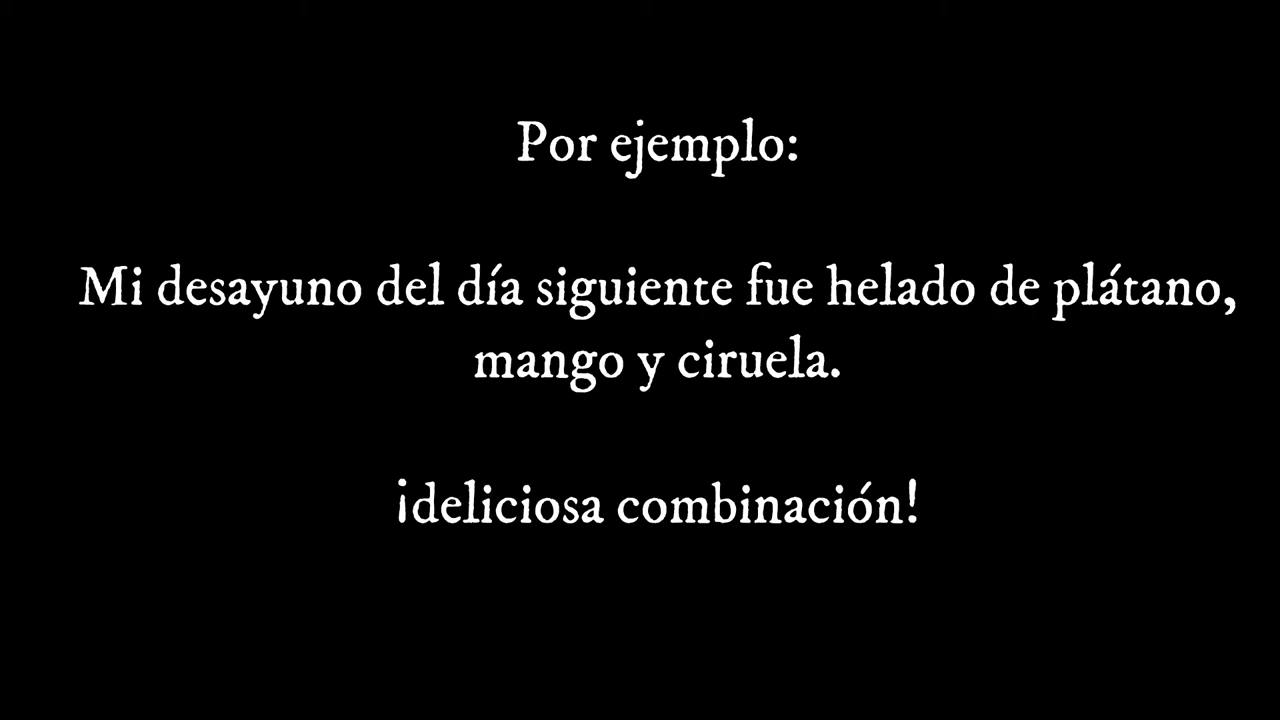 Por ejemplo:
Mi desayuno del día siguiente fue helado de plátano,
mango y ciruela.
¡deliciosa combinación!